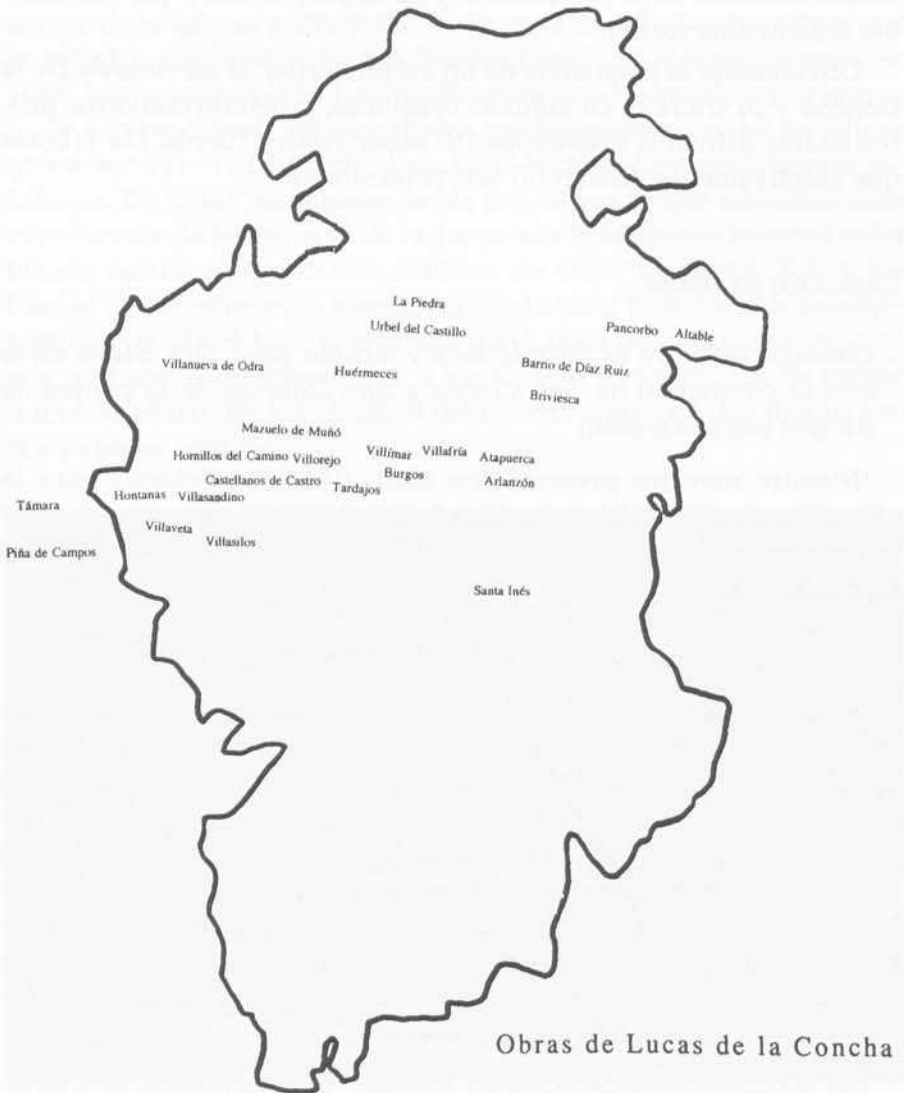 La Piedra
Urbel del Castillo
Pancorbo Altable
Villanueva de Odra
Huérmeces
Barrio de Díaz Ruiz
Briviesca
Mazuelo de Muñó
Hornillos del Camino Villorejo
Villímar Villafría Atapuerca
Burgos
Castellanos de Castro
Tardajos
Arlanzón
Hontanas Villasandino
Támara
Villaveta
Villasilos
Piña de Campos
Santa Inés
Obras de Lucas de la Concha